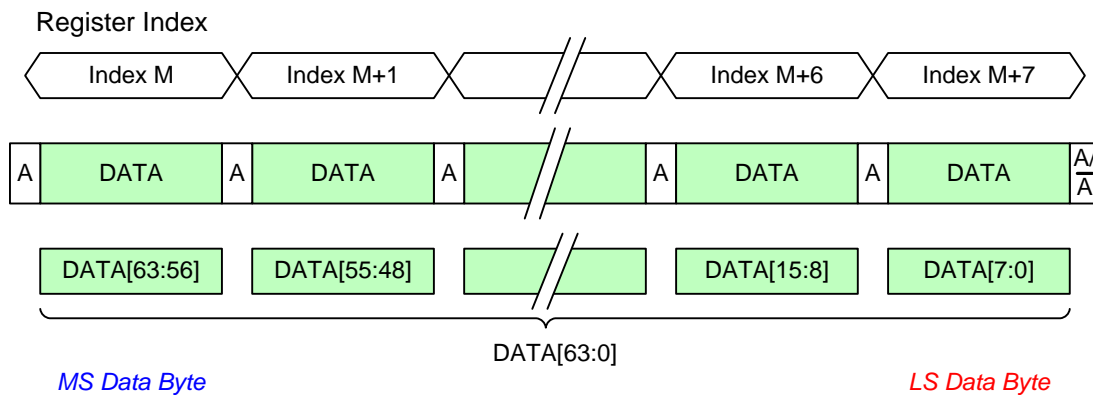 Register Index
Index M Index M+1 Index M+6 Index M+7
A DATA A DATA A A DATA A DATA A/
A
DATA[63:56] DATA[55:48] DATA[15:8] DATA[7:0]
DATA[63:0]
MS Data Byte LS Data Byte